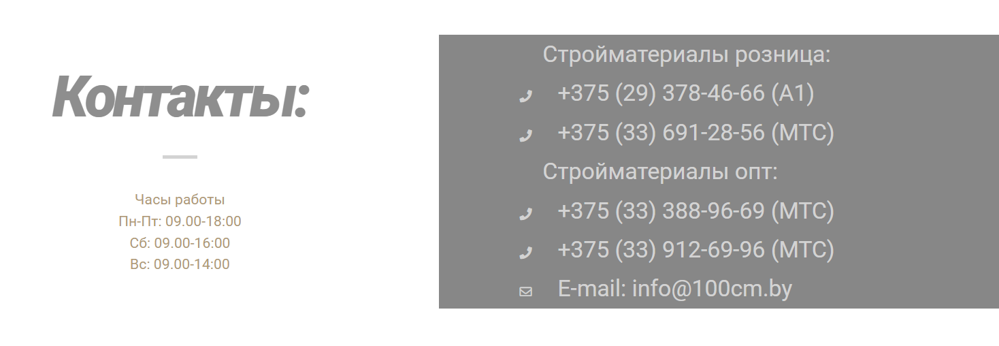 Контакты:
Часы работы
Пн-Пт: 09.00-18:00
Сб: 09.00-16:00
Вс: 09.00-14:00
Стройматериалы розница:
+375 (29) 378-46-66 (А1)
+375 (33) 691-28-56 (МТС)
Стройматериалы опт:
+375 (33) 388-96-69 (МТС)
+375 (33) 912-69-96 (МТС)
E-mail: info@100cm.by